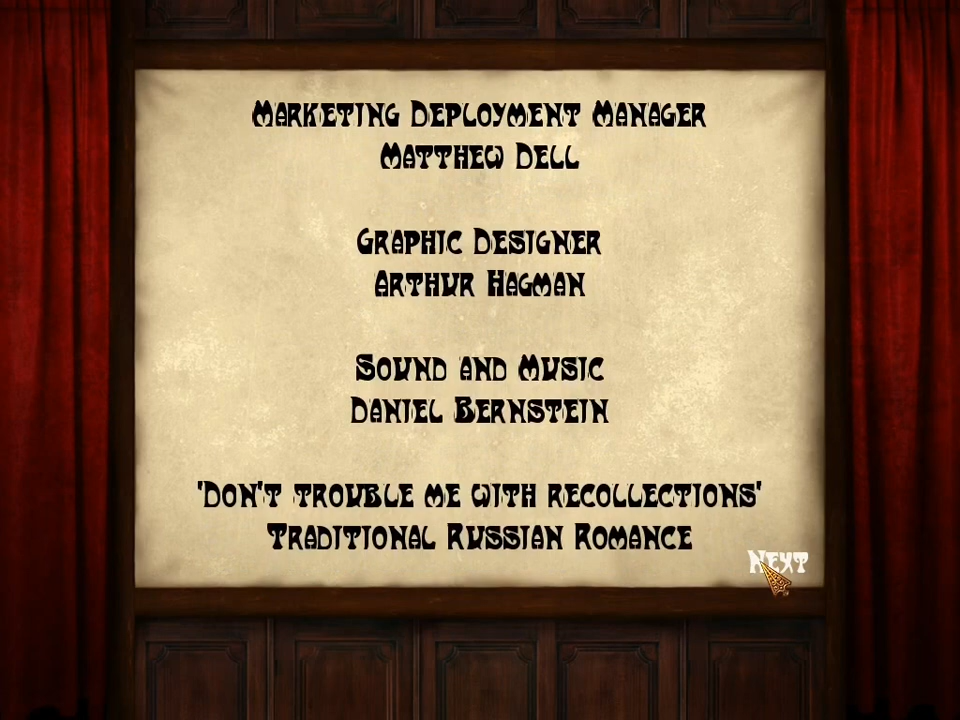 Marketing Deployment Manager
Matthew Dell
Graphic Designer
Arthur Hagman
Sound and Music
Daniel Bernstein
'Don't trouble me with recollections'
Traditional Russian Romance
Next